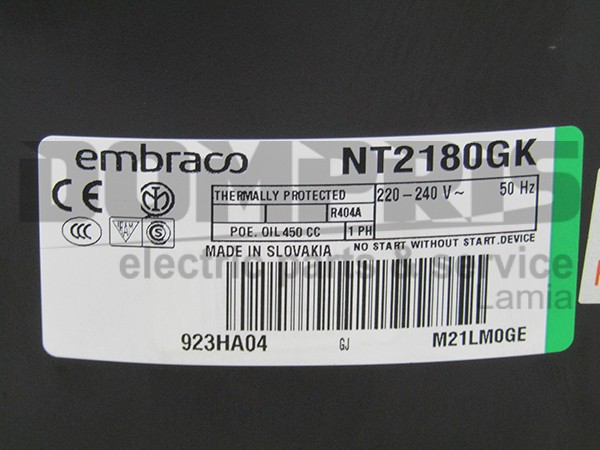 embraco NT2180GK
CE
THERMALLY PROTECTED 220-240 V~ 50 Hz
R404A
POE. OIL 450 CC 1 PH
MADE IN SLOVAKIA NO START WITHOUT START.DEVICE
DOMBRIS
electric parts & service
Lamia
923HA04 GJ M21LM0GE